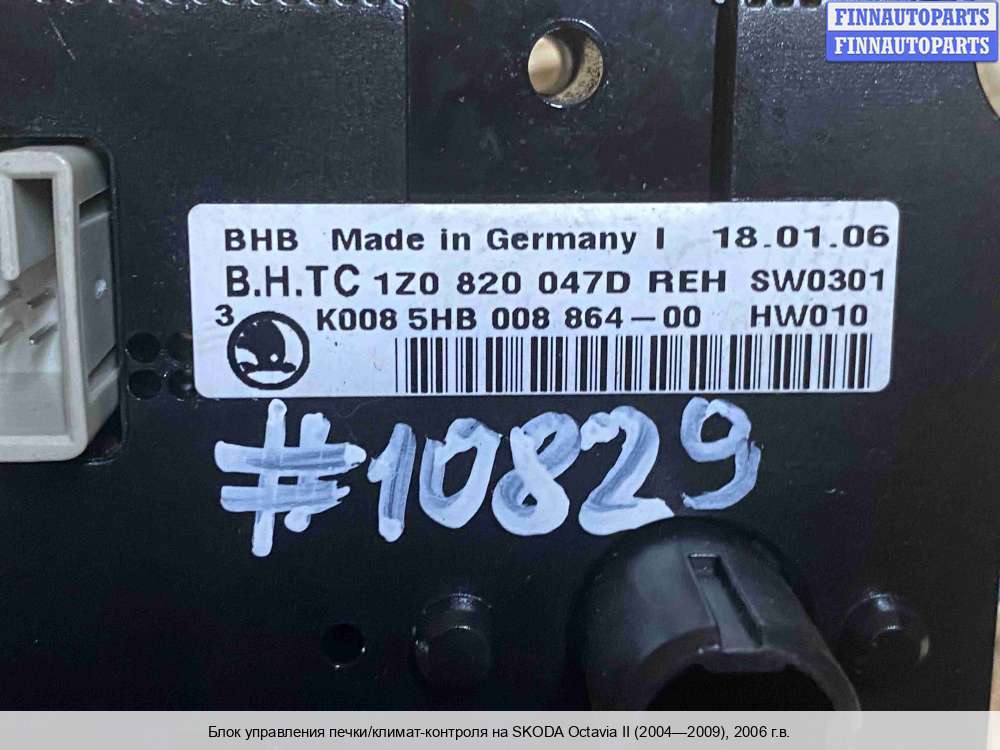 FINNAUTOPARTS
FINNAUTOPARTS
BHB Made in Germany I 18.01.06
B.H.TC 1Z0 820 047D REH SW0301
3 K008 5HB 008 864-00 HW010
#10829
Блок управления печки/климат-контроля на SKODA Octavia II (2004—2009), 2006 г.в.